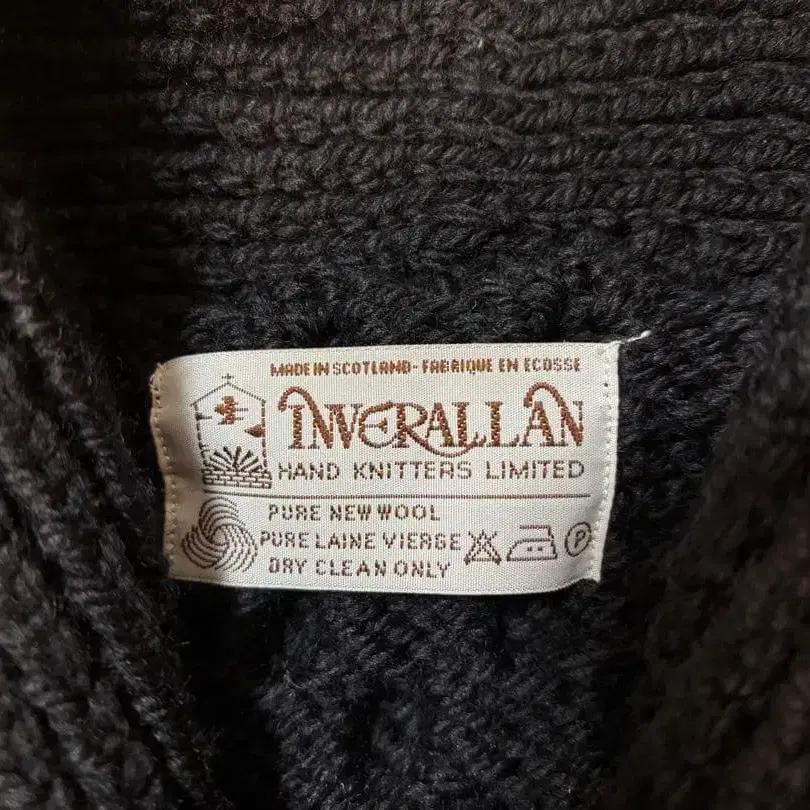 MADE IN SCOTLAND - FABRIQUE EN ECOSSE
INVERALLAN
HAND KNITTERS LIMITED
PURE NEW WOOL
PURE LAINE VIERGE
P
DRY CLEAN ONLY